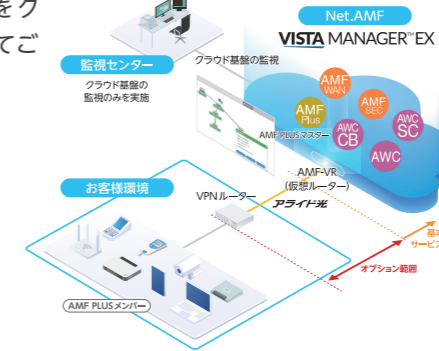 をク
てご
Net.AMF
VISTA MANAGER™EX
監視センター
クラウド基盤の
監視のみを実施
クラウド基盤の監視
AMF
WAN
AMF
Plus
AMF
SEC
AMF PLUSマスター
AWC
CB
AWC
SC
AWC
AMF-VR
(仮想ルーター)
お客様環境
VPNルーター
アライド光
基本
サービス
オプション範囲
AMF PLUSメンバー